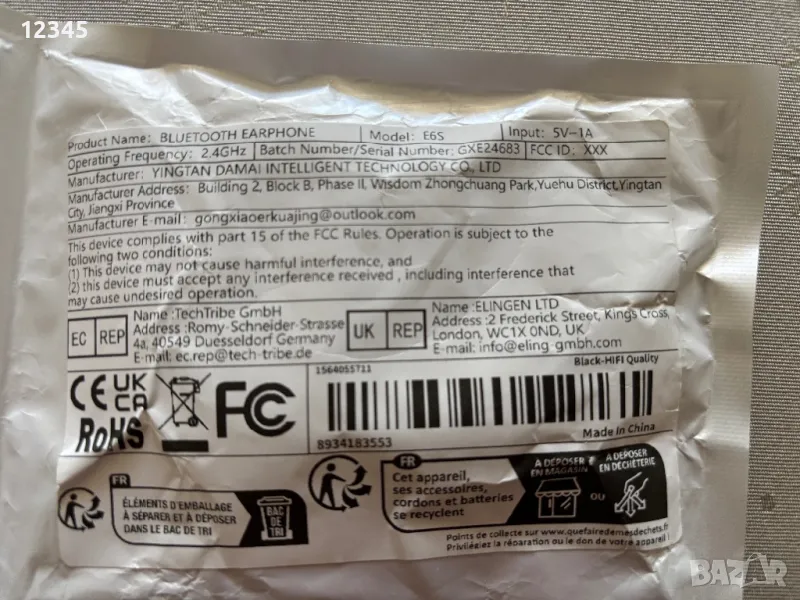 12345
Product Name: BLUETOOTH EARPHONE Model: E6S Input: 5V-1A
Operating Frequency: 2.4GHz Batch Number/Serial Number: GXE24683 FCC ID: XXX
Manufacturer: YINGTAN DAMAI INTELLIGENT TECHNOLOGY CO., LTD
Manufacturer Address: Building 2, Block B, Phase II, Wisdom Zhongchuang Park,Yuehu District,Yingtan
City, Jiangxi Province
Manufacturer E-mail: gongxiaoerkuajing@outlook.com
This device complies with part 15 of the FCC Rules. Operation is subject to the
following two conditions:
(1) This device may not cause harmful interference, and
(2) this device must accept any interference received , including interference that
may cause undesired operation.
EC REP
Name :TechTribe GmbH
Address :Romy-Schneider-Strasse
4a, 40549 Duesseldorf Germany
E-mail: ec.rep@tech-tribe.de
UK REP
Name :ELINGEN LTD
Address :2 Frederick Street, King's Cross,
London, WC1X 0ND, UK
E-mail: info@eling-gmbh.com
Black-HIFI Quality
CE UK CA FC
RoHS
1564055711
8934183553
Made In China
FR
ÉLÉMENTS D'EMBALLAGE
À SÉPARER ET À DÉPOSER
DANS LE BAC DE TRI
BAC
DE
TRI
FR
Cet appareil,
ses accessoires,
cordons et batteries
se recyclent
À DÉPOSER
EN MAGASIN
OU
À DÉPOSER
EN DÉCHÈTERIE
Points de collecte sur www.quefairedemesdechets.fr
Privilégiez la réparation ou le don de votre appareil !
BAZAR